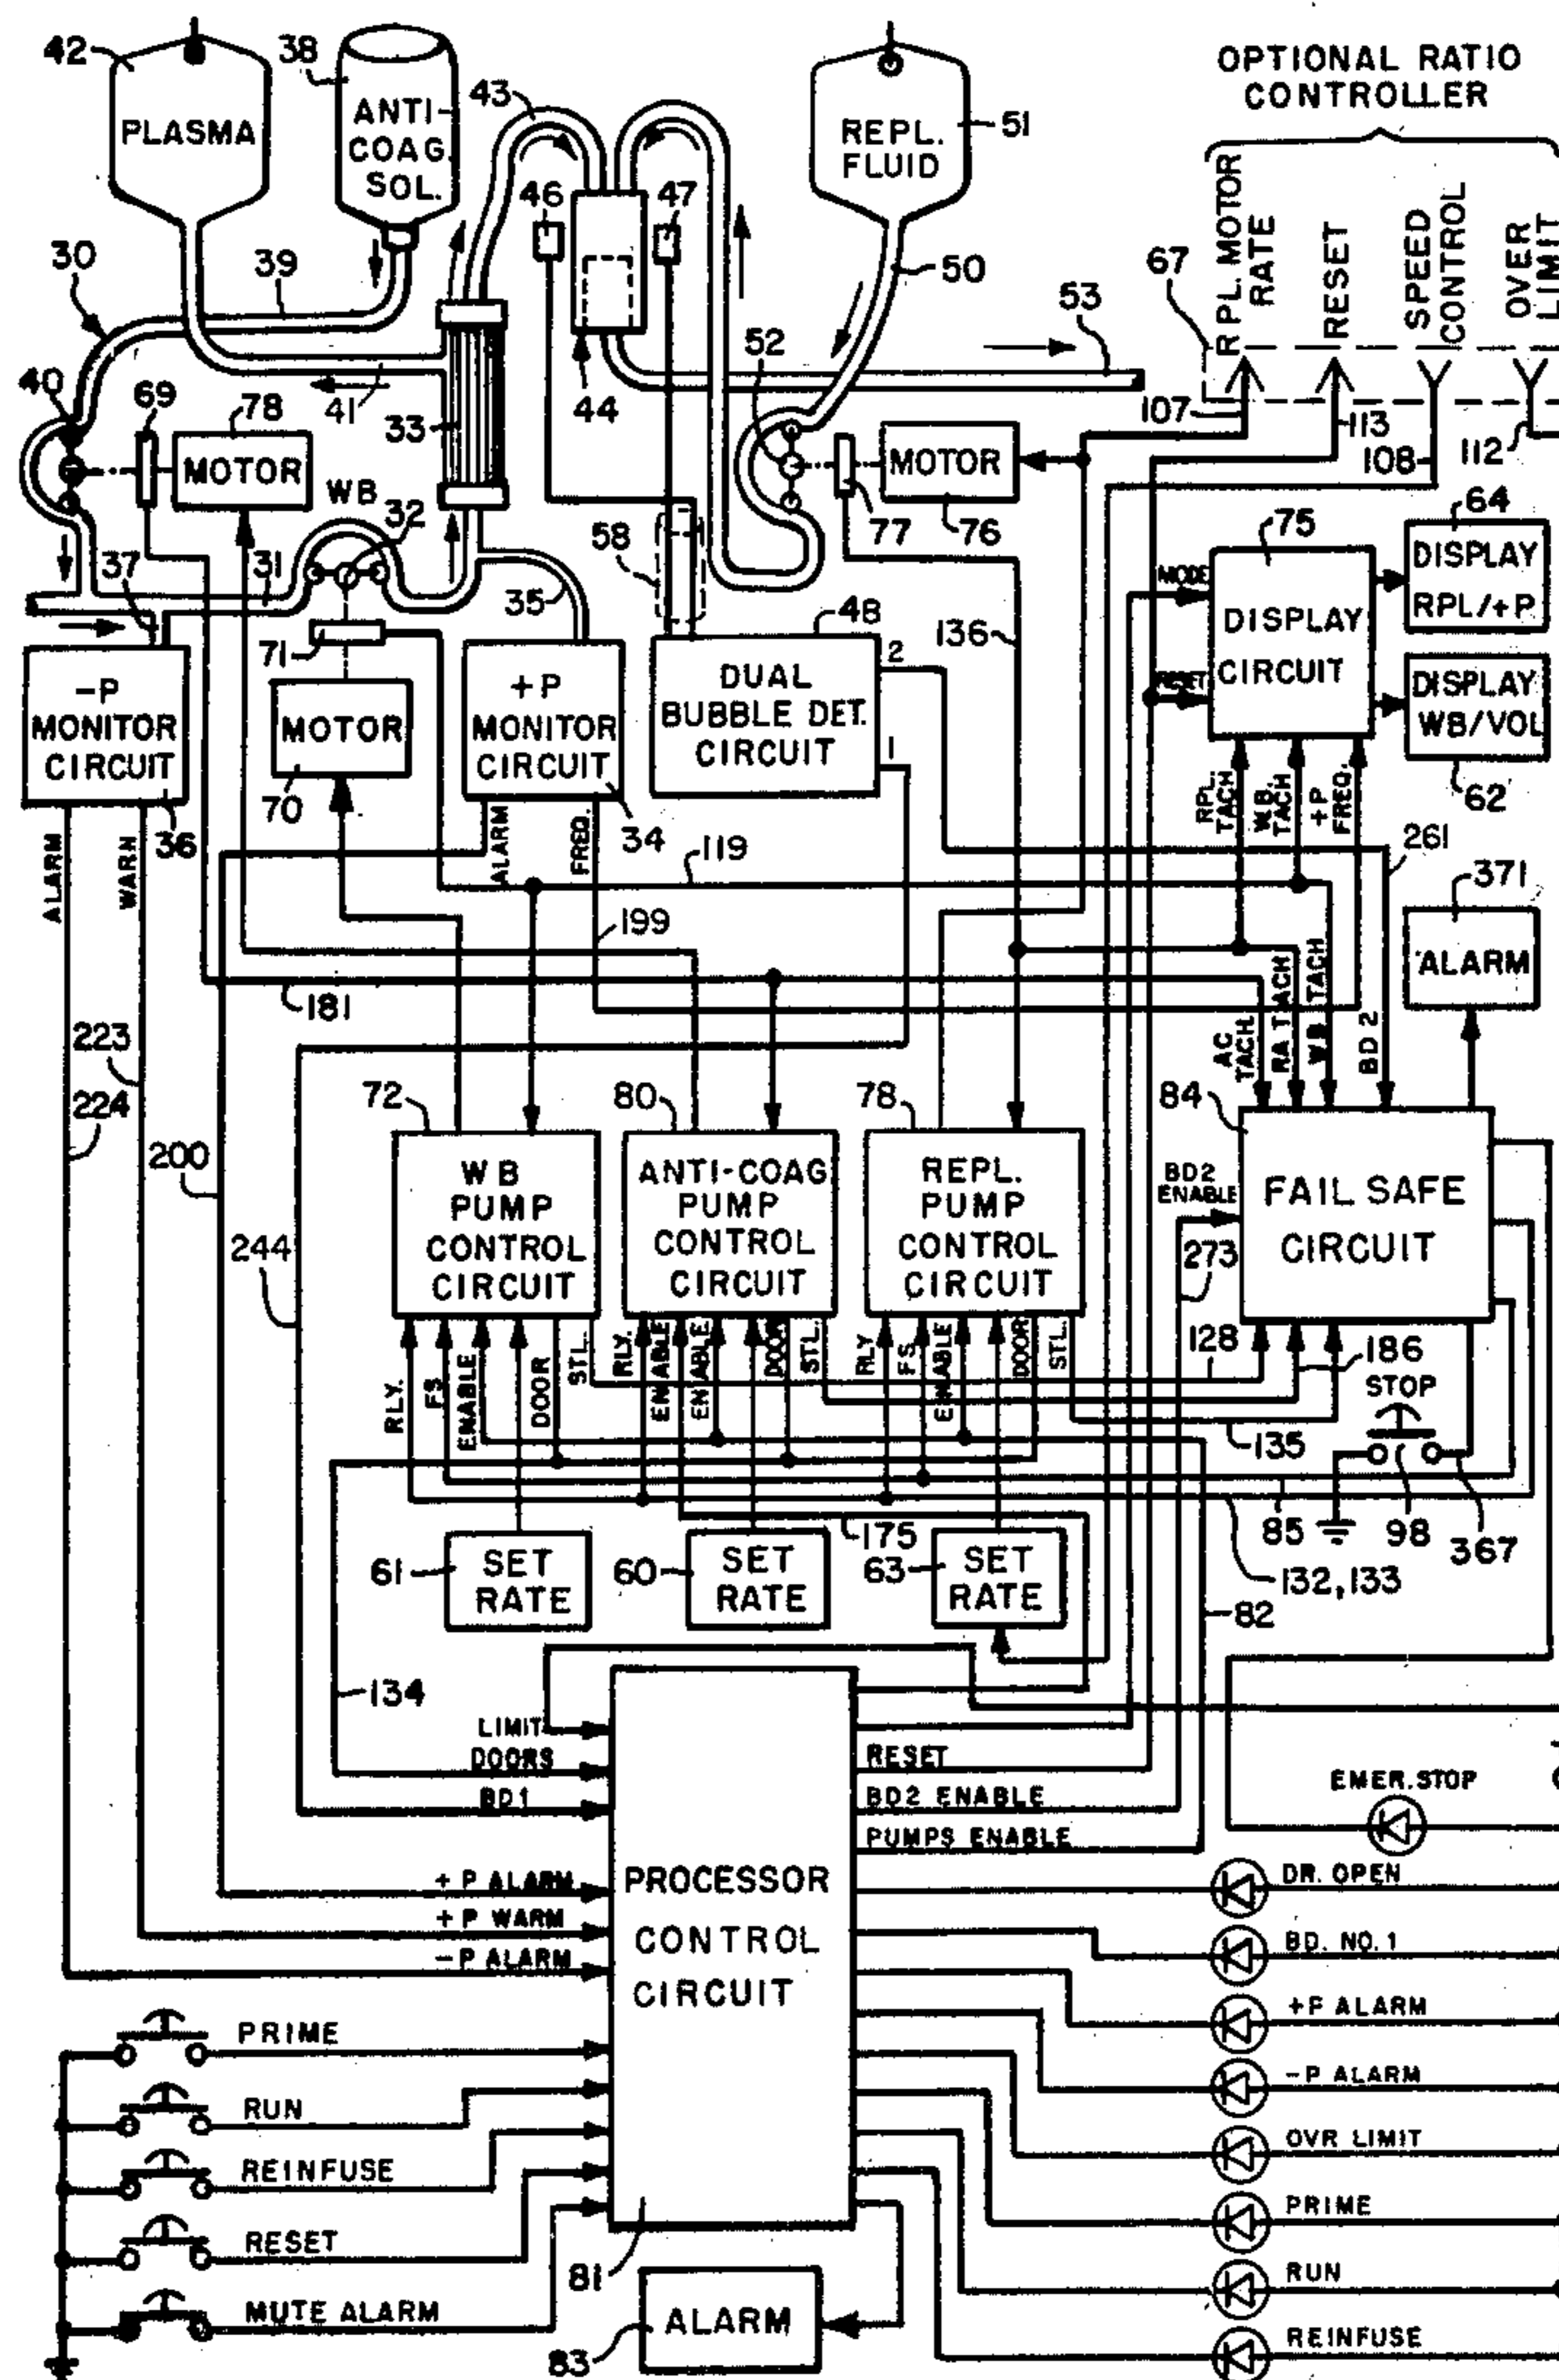 42
PLASMA
38
ANTI-
COAG.
SOL.
43
46
47
REPL.
FLUID
51
OPTIONAL RATIO
CONTROLLER
RPL. MOTOR
RATE
RESET
SPEED
CONTROL
OVER
LIMIT
67
30
39
50
53
52
40
69
78
MOTOR
41
33
44
MOTOR
77
76
107
113
108
112
WB
32
37
31
35
58
48
136
75
64
DISPLAY
RPL/+P
MODE
DISPLAY
CIRCUIT
RESET
DISPLAY
WB/VOL
62
-P
MONITOR
CIRCUIT
36
71
MOTOR
70
+P
MONITOR
CIRCUIT
34
DUAL
BUBBLE DET.
CIRCUIT
2
1
RPL.
TACH
WB.
TACH
+P
FREQ.
ALARM
WARN
ALARM
FREQ.
119
199
261
371
ALARM
181
223
224
200
244
AC
TACH.
RA TACH
WB TACH
BD 2
72
WB
PUMP
CONTROL
CIRCUIT
80
ANTI-COAG
PUMP
CONTROL
CIRCUIT
78
REPL.
PUMP
CONTROL
CIRCUIT
84
FAIL SAFE
CIRCUIT
BD2
ENABLE
273
RLY.
FS
ENABLE
DOOR
STL.
RLY.
ENABLE
ENABLE
DOOR
STL.
RLY
FS
ENABLE
DOOR
STL.
128
186
STOP
135
98
367
85
132,133
175
82
61
SET
RATE
60
SET
RATE
63
SET
RATE
134
LIMIT
DOORS
BD1
+P ALARM
+P WARM
-P ALARM
PROCESSOR
CONTROL
CIRCUIT
81
RESET
BD2 ENABLE
PUMPS ENABLE
EMER. STOP
DR. OPEN
BD. NO. 1
+P ALARM
-P ALARM
OVR LIMIT
PRIME
RUN
REINFUSE
PRIME
RUN
REINFUSE
RESET
MUTE ALARM
83
ALARM